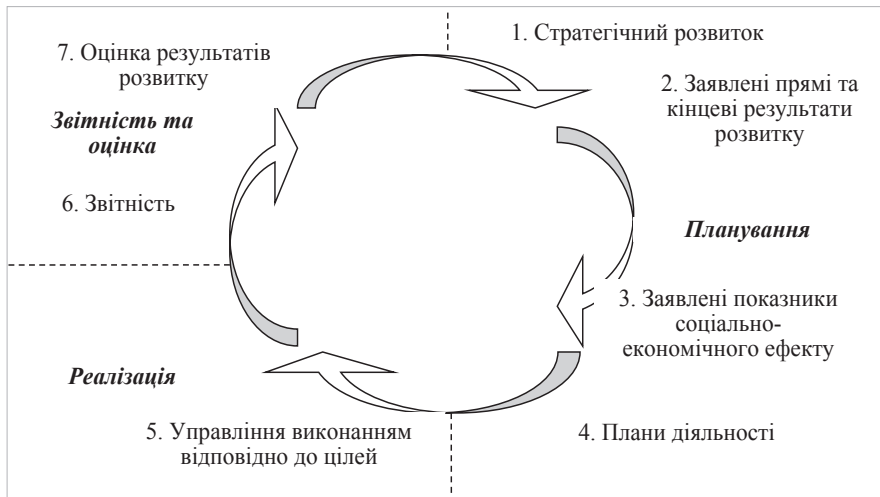 1. Стратегічний розвиток
2. Заявлені прямі та
кінцеві результати
розвитку
Планування
3. Заявлені показники
соціально-
економічного ефекту
4. Плани діяльності
5. Управління виконанням
відповідно до цілей
Реалізація
6. Звітність
Звітність та
оцінка
7. Оцінка результатів
розвитку